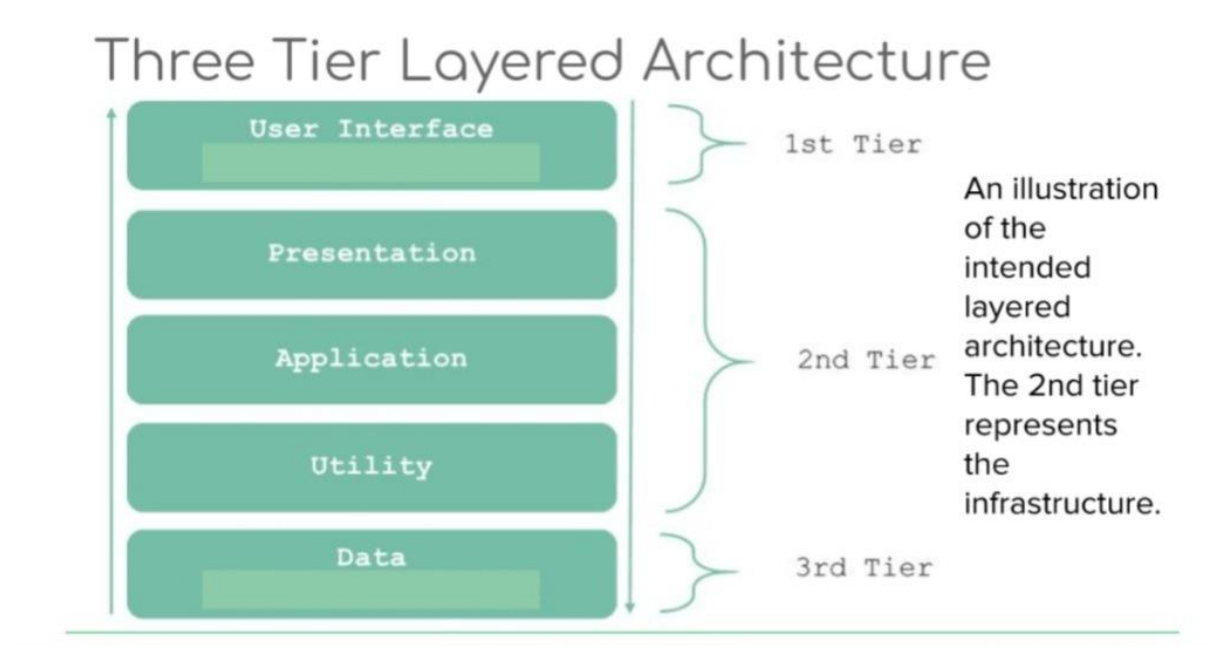 Three Tier Layered Architecture
User Interface
1st Tier
Presentation
Application
2nd Tier
Utility
Data
3rd Tier
An illustration
of the
intended
layered
architecture.
The 2nd tier
represents
the
infrastructure.